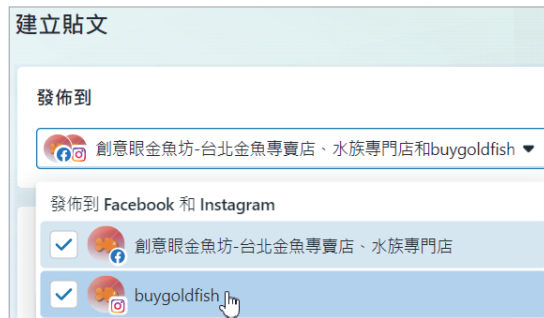 建立貼文
發佈到
創意眼金魚坊-台北金魚專賣店、水族專門店和buygoldfish
發佈到 Facebook 和 Instagram
創意眼金魚坊-台北金魚專賣店、水族專門店
buygoldfish